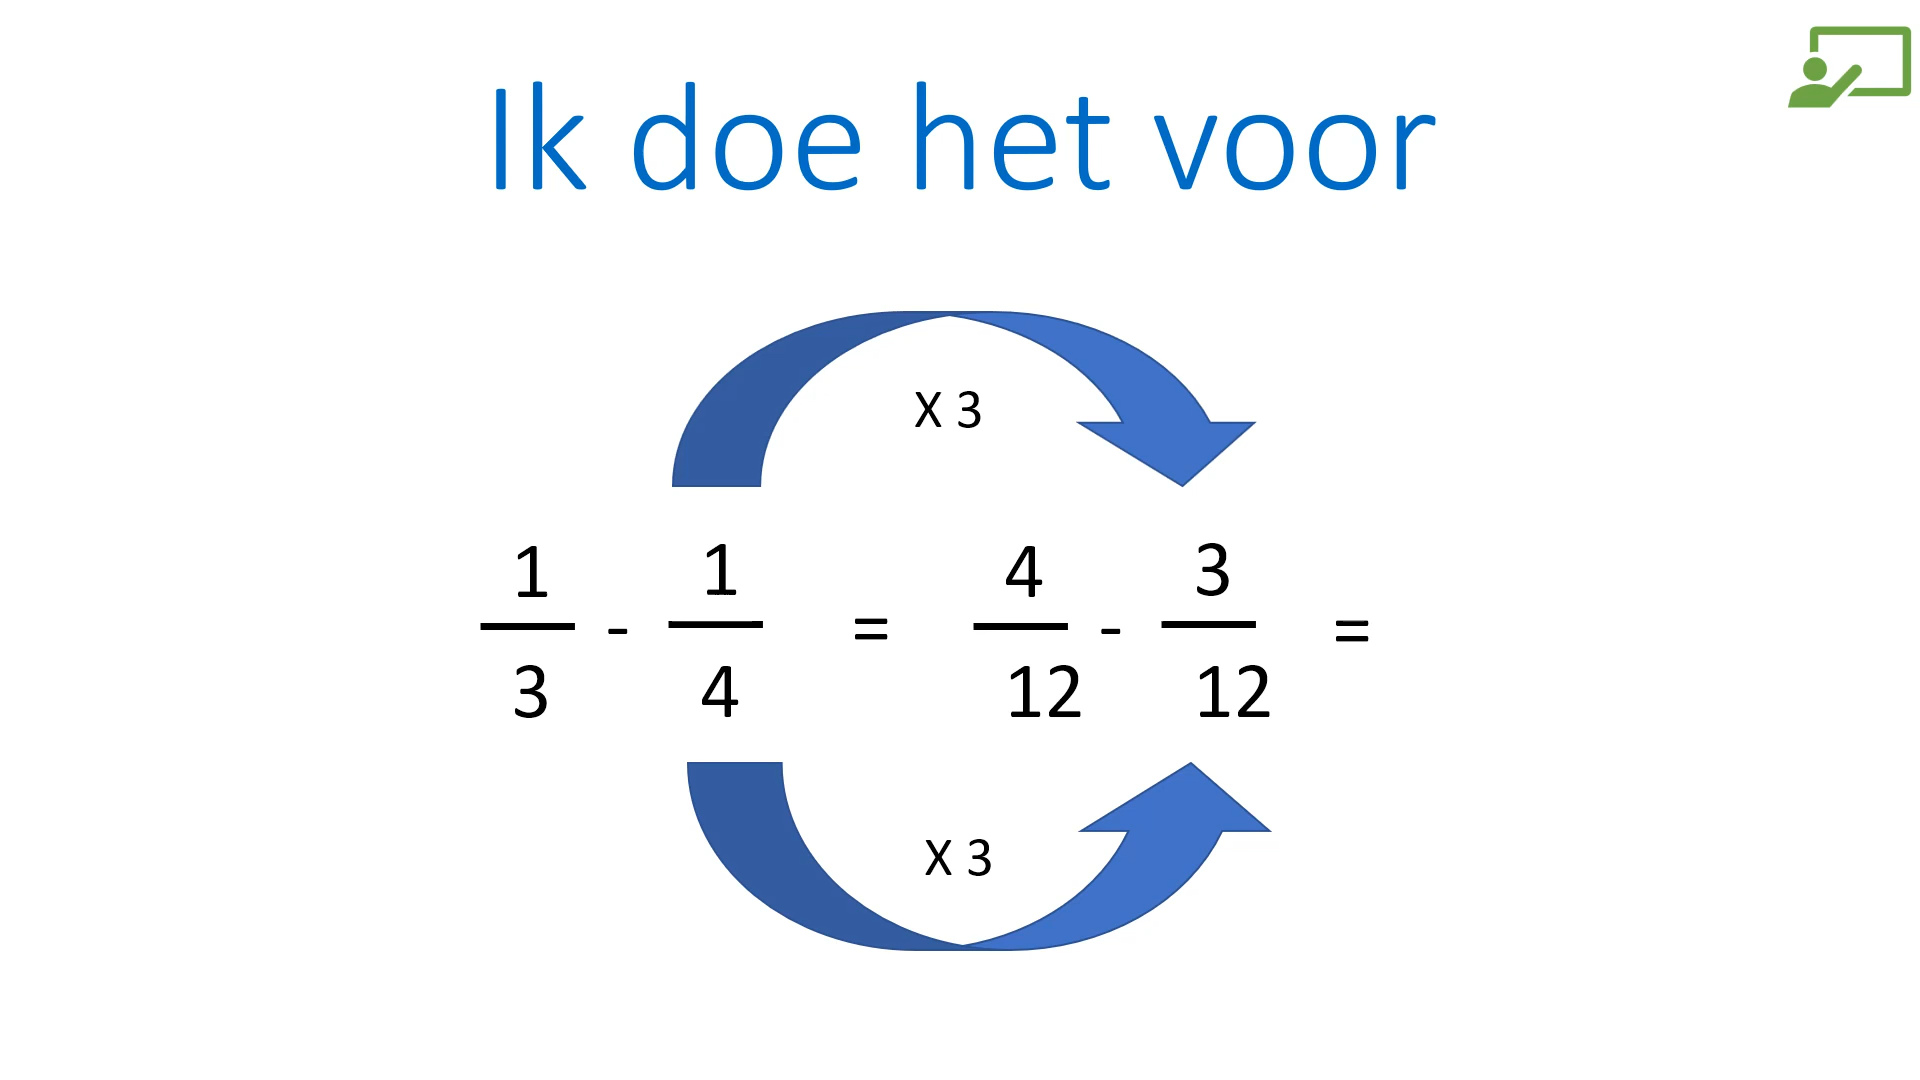 Ik doe het voor
X 3
1 1 4 3
- = - =
3 4 12 12
X 3